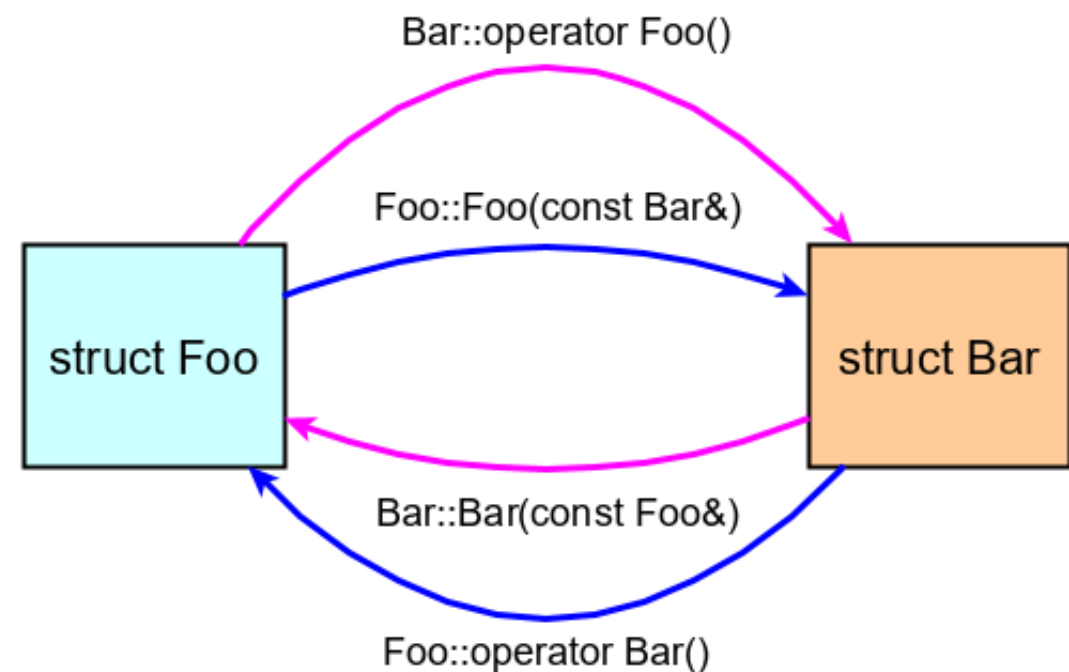 Bar::operator Foo()
Foo::Foo(const Bar&)
struct Foo
struct Bar
Bar::Bar(const Foo&)
Foo::operator Bar()